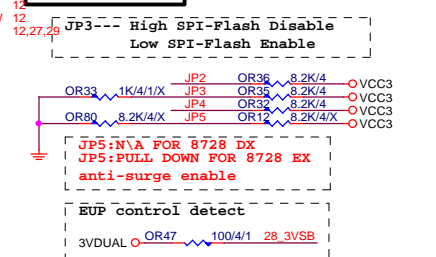 12
/ 12
12,27,29
JP3--- High SPI-Flash Disable
Low SPI-Flash Enable
JP2 OR36 8.2K/4 VCC3
OR33 1K/4/1/X JP3 OR35 8.2K/4 VCC3
JP4 OR32 8.2K/4 VCC3
OR80 8.2K/4/X JP5 OR12 8.2K/4/X VCC3
JP5:N\A FOR 8728 DX
JP5:PULL DOWN FOR 8728 EX
anti-surge enable
EUP control detect
3VDUAL OR47 100/4/1 28_3VSB